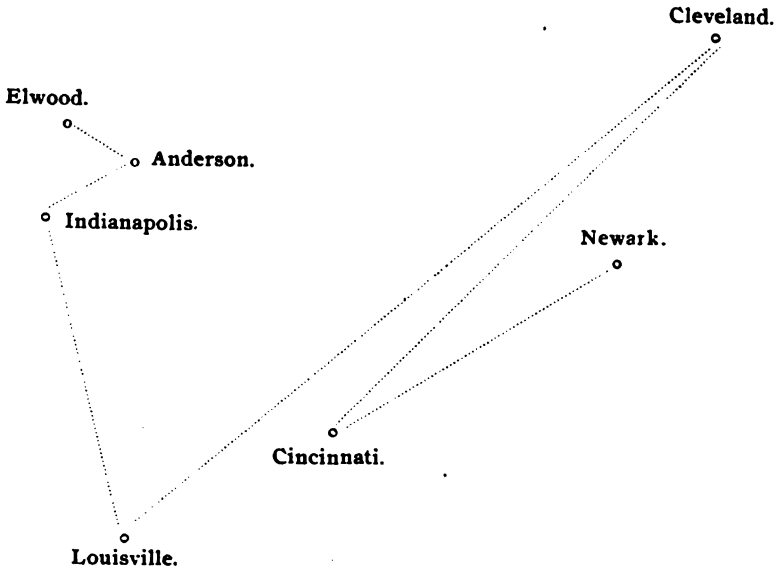 Cleveland.
Elwood.
Anderson.
Indianapolis.
Newark.
Cincinnati.
Louisville.